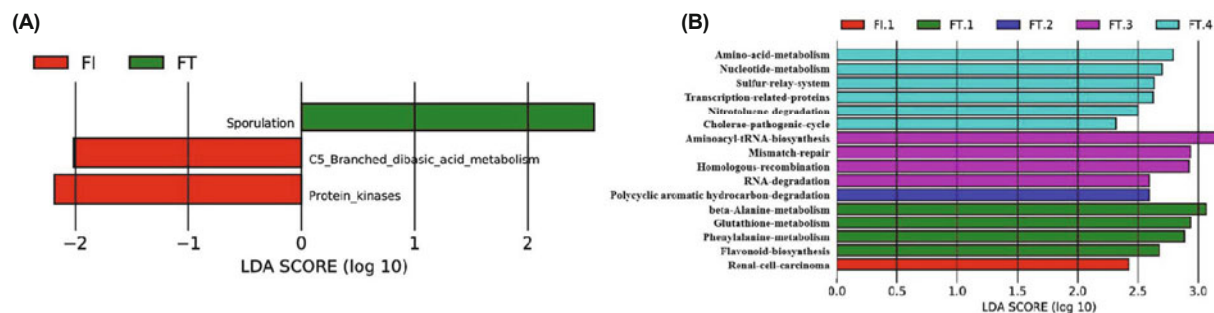 (A)
FI FT
Sporulation
C5_Branched_dibasic_acid_metabolism
Protein_kinases
−2 −1 0 1 2
LDA SCORE (log 10)
(B)
FI.1 FT.1 FT.2 FT.3 FT.4
Amino-acid-metabolism
Nucleotide-metabolism
Sulfur-relay-system
Transcription-related-proteins
Nitrotoluene-degradation
Cholerae-pathogenic-cycle
Aminoacyl-tRNA-biosynthesis
Mismatch-repair
Homologous-recombination
RNA-degradation
Polycyclic aromatic hydrocarbon-degradation
beta-Alanine-metabolism
Glutathione-metabolism
Phenylalanine-metabolism
Flavonoid-biosynthesis
Renal-cell-carcinoma
0.0 0.5 1.0 1.5 2.0 2.5 3.0
LDA SCORE (log 10)